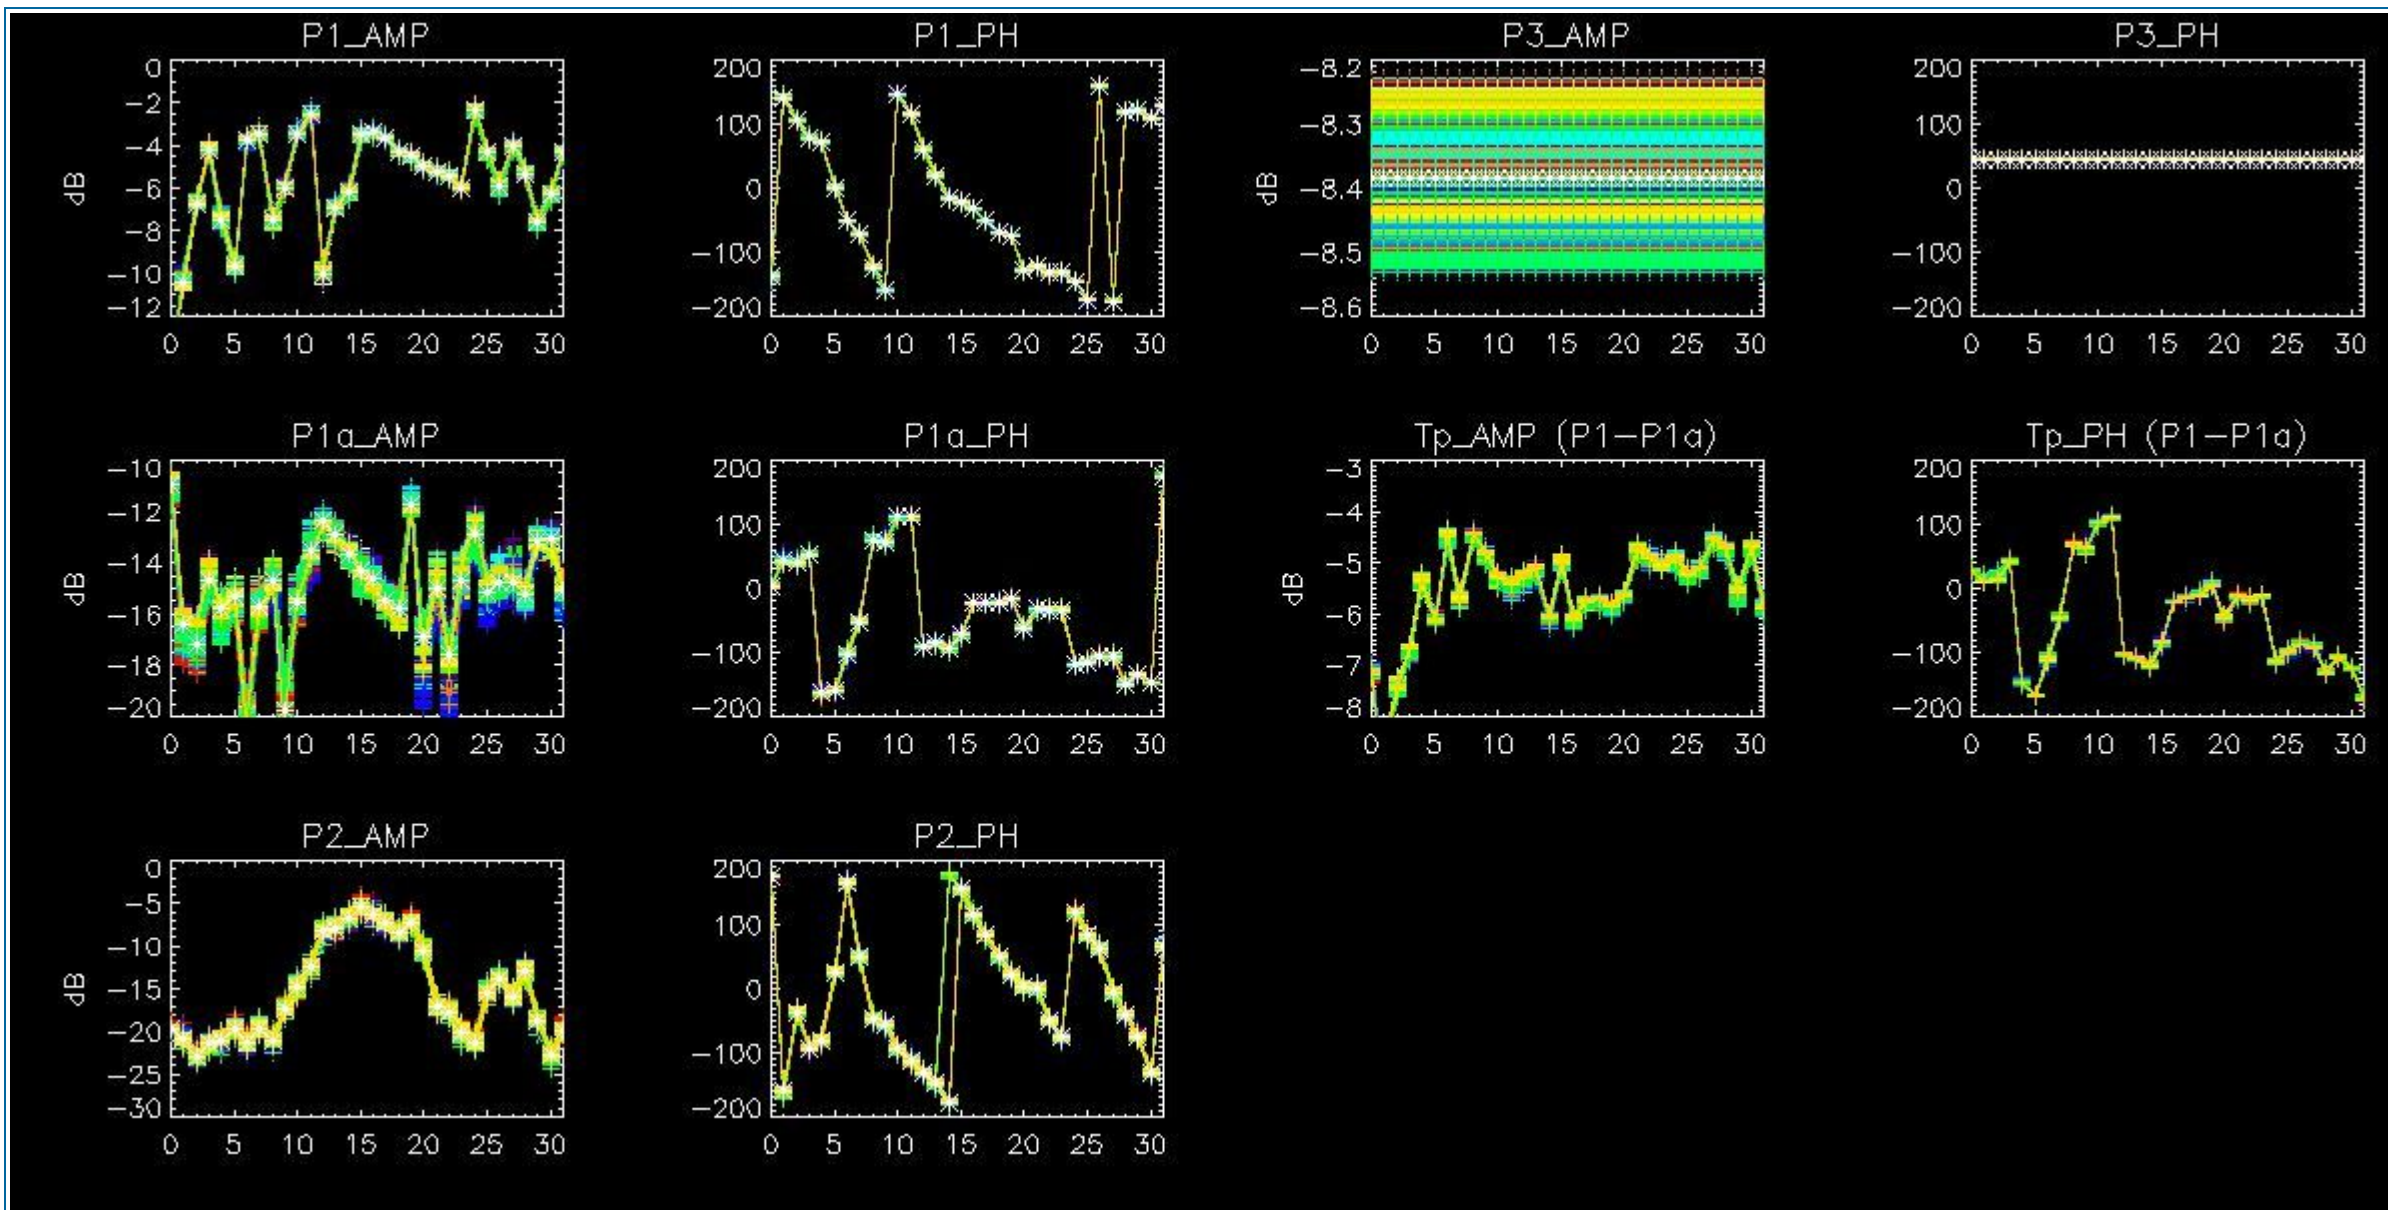 P1_AMP
0
−2
−4
−6
−8
−10
−12
dB
0 5 10 15 20 25 30
P1_PH
200
100
0
−100
−200
0 5 10 15 20 25 30
P3_AMP
−8.2
−8.3
−8.4
−8.5
−8.6
dB
0 5 10 15 20 25 30
P3_PH
200
100
0
−100
−200
0 5 10 15 20 25 30
P1a_AMP
−10
−12
−14
−16
−18
−20
dB
0 5 10 15 20 25 30
P1a_PH
200
100
0
−100
−200
0 5 10 15 20 25 30
Tp_AMP (P1−P1a)
−3
−4
−5
−6
−7
−8
dB
0 5 10 15 20 25 30
Tp_PH (P1−P1a)
200
100
0
−100
−200
0 5 10 15 20 25 30
P2_AMP
0
−5
−10
−15
−20
−25
−30
dB
0 5 10 15 20 25 30
P2_PH
200
100
0
−100
−200
0 5 10 15 20 25 30